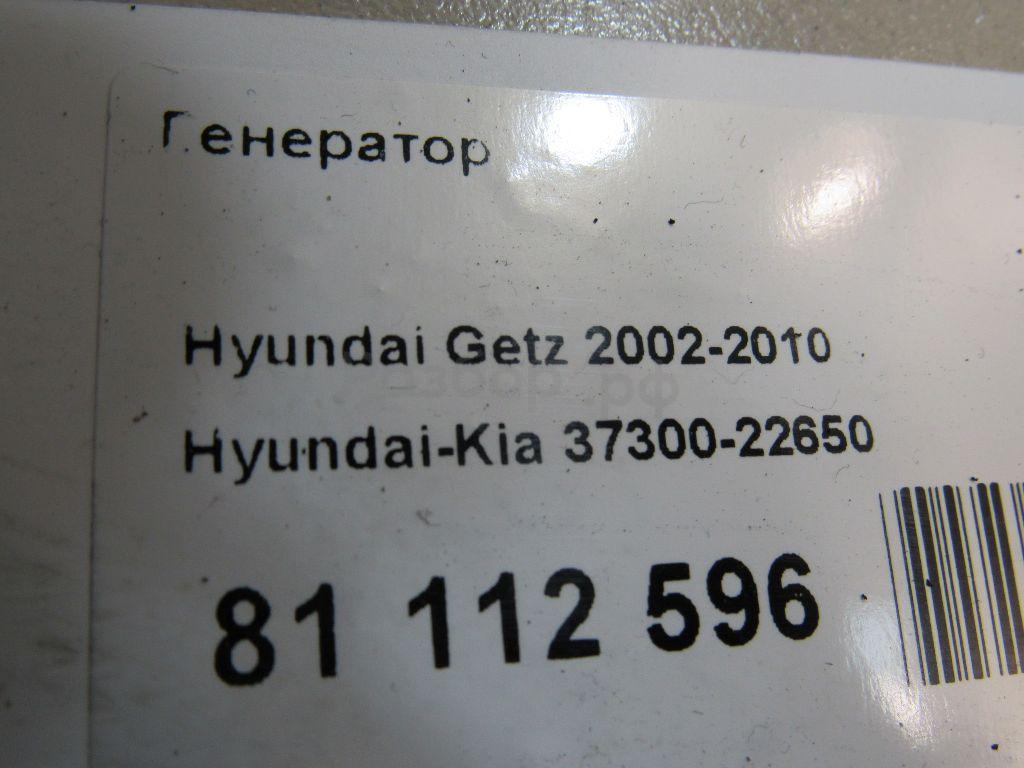 Генератор
Hyundai Getz 2002-2010
Hyundai-Kia 37300-22650
81 112 596